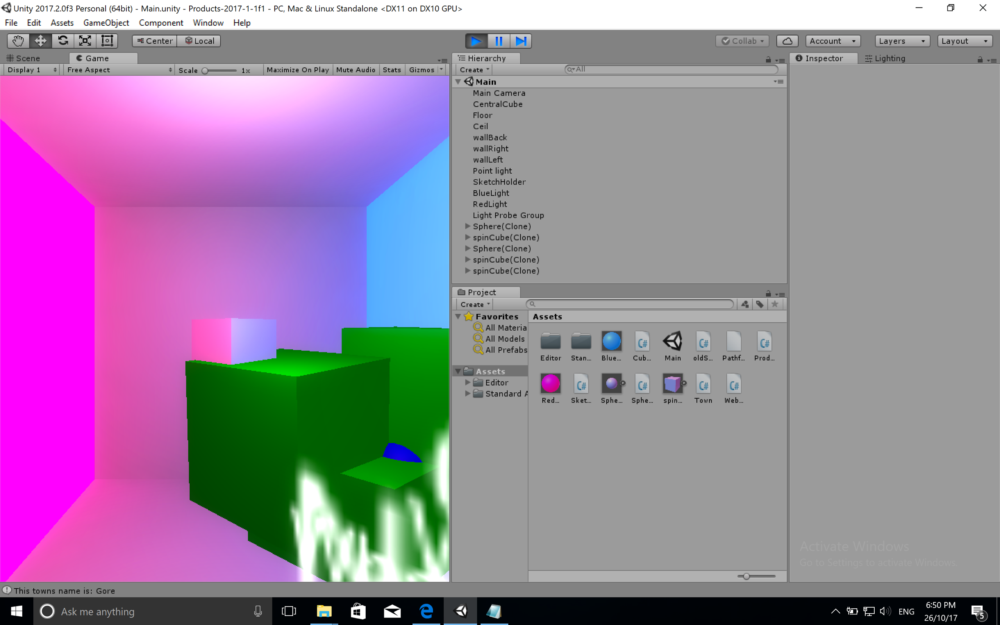 Unity 2017.2.0f3 Personal (64bit) - Main.unity - Products-2017-1-1f1 - PC, Mac & Linux Standalone <DX11 on DX10 GPU>
File Edit Assets GameObject Component Window Help
Center Local Collab Account Layers Layout
Scene Game
Display 1 Free Aspect Scale 1x Maximize On Play Mute Audio Stats Gizmos
Hierarchy
Create All
Main
Main Camera
CentralCube
Floor
Ceil
wallBack
wallRight
wallLeft
Point light
SketchHolder
BlueLight
RedLight
Light Probe Group
Sphere(Clone)
spinCube(Clone)
Sphere(Clone)
spinCube(Clone)
spinCube(Clone)
Project
Create
Favorites
All Materia
All Models
All Prefabs
Assets
Editor
Standard A
Assets
Editor Stan... Blue... Cub... Main oldS... Pathf... Prod...
Red... Sket... Sphe... Sphe... spin... Town Web...
Inspector Lighting
Activate Windows
Go to Settings to activate Windows.
This towns name is: Gore
Ask me anything
ENG
6:50 PM
26/10/17
5